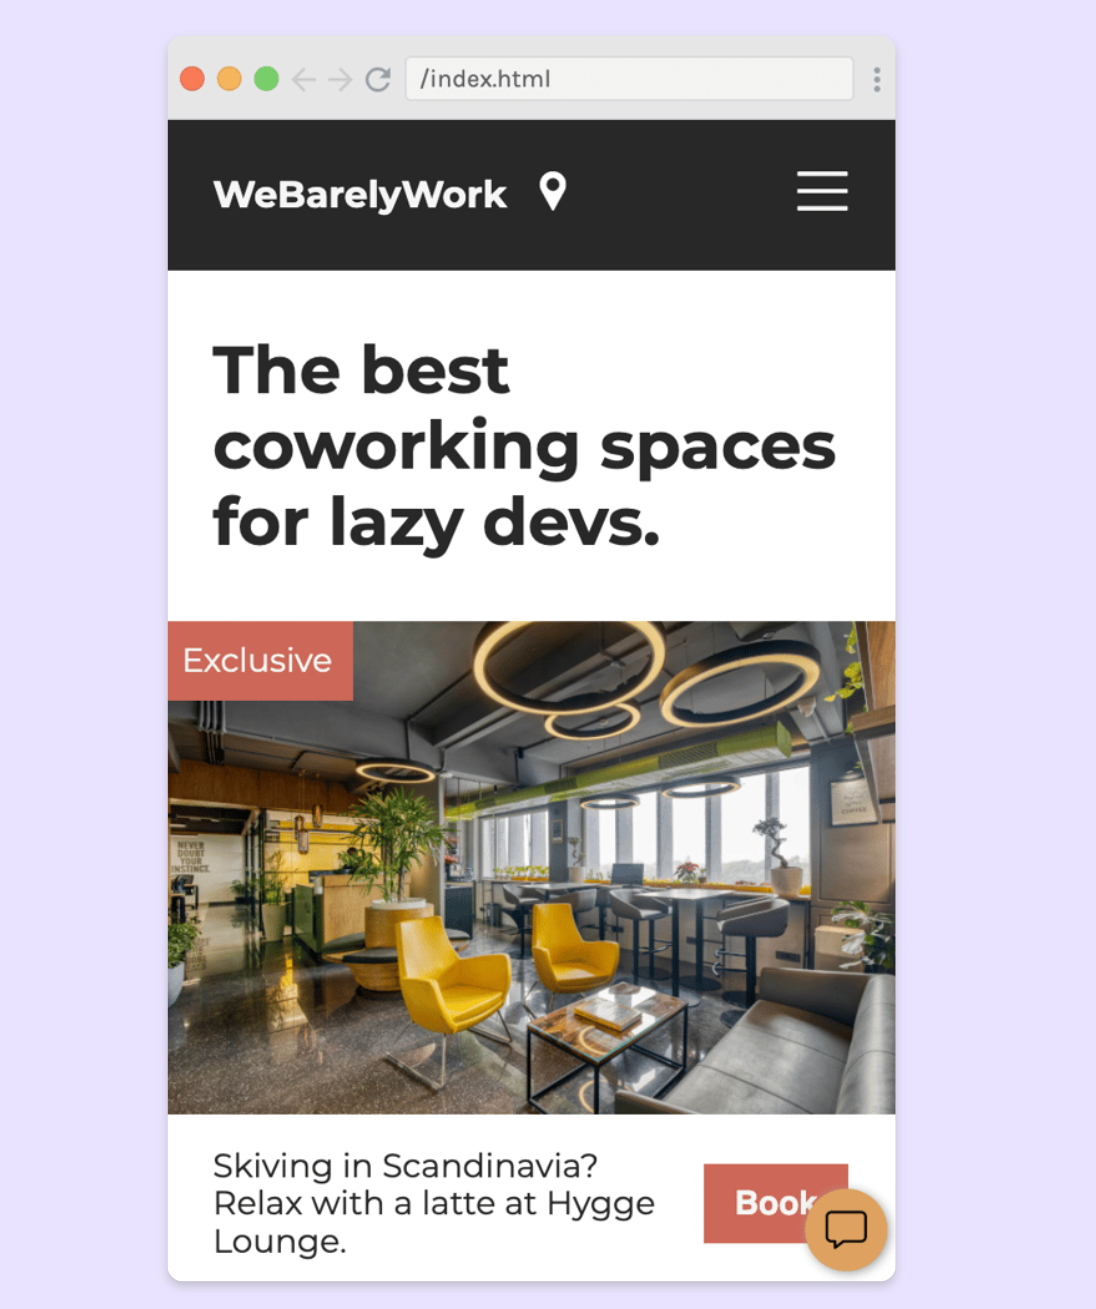 /index.html
WeBarelyWork
The best
coworking spaces
for lazy devs.
Exclusive
NEVER
DOUBT
YOUR
INSTINCT.
COFFEE
Skiving in Scandinavia?
Relax with a latte at Hygge
Lounge.
Book